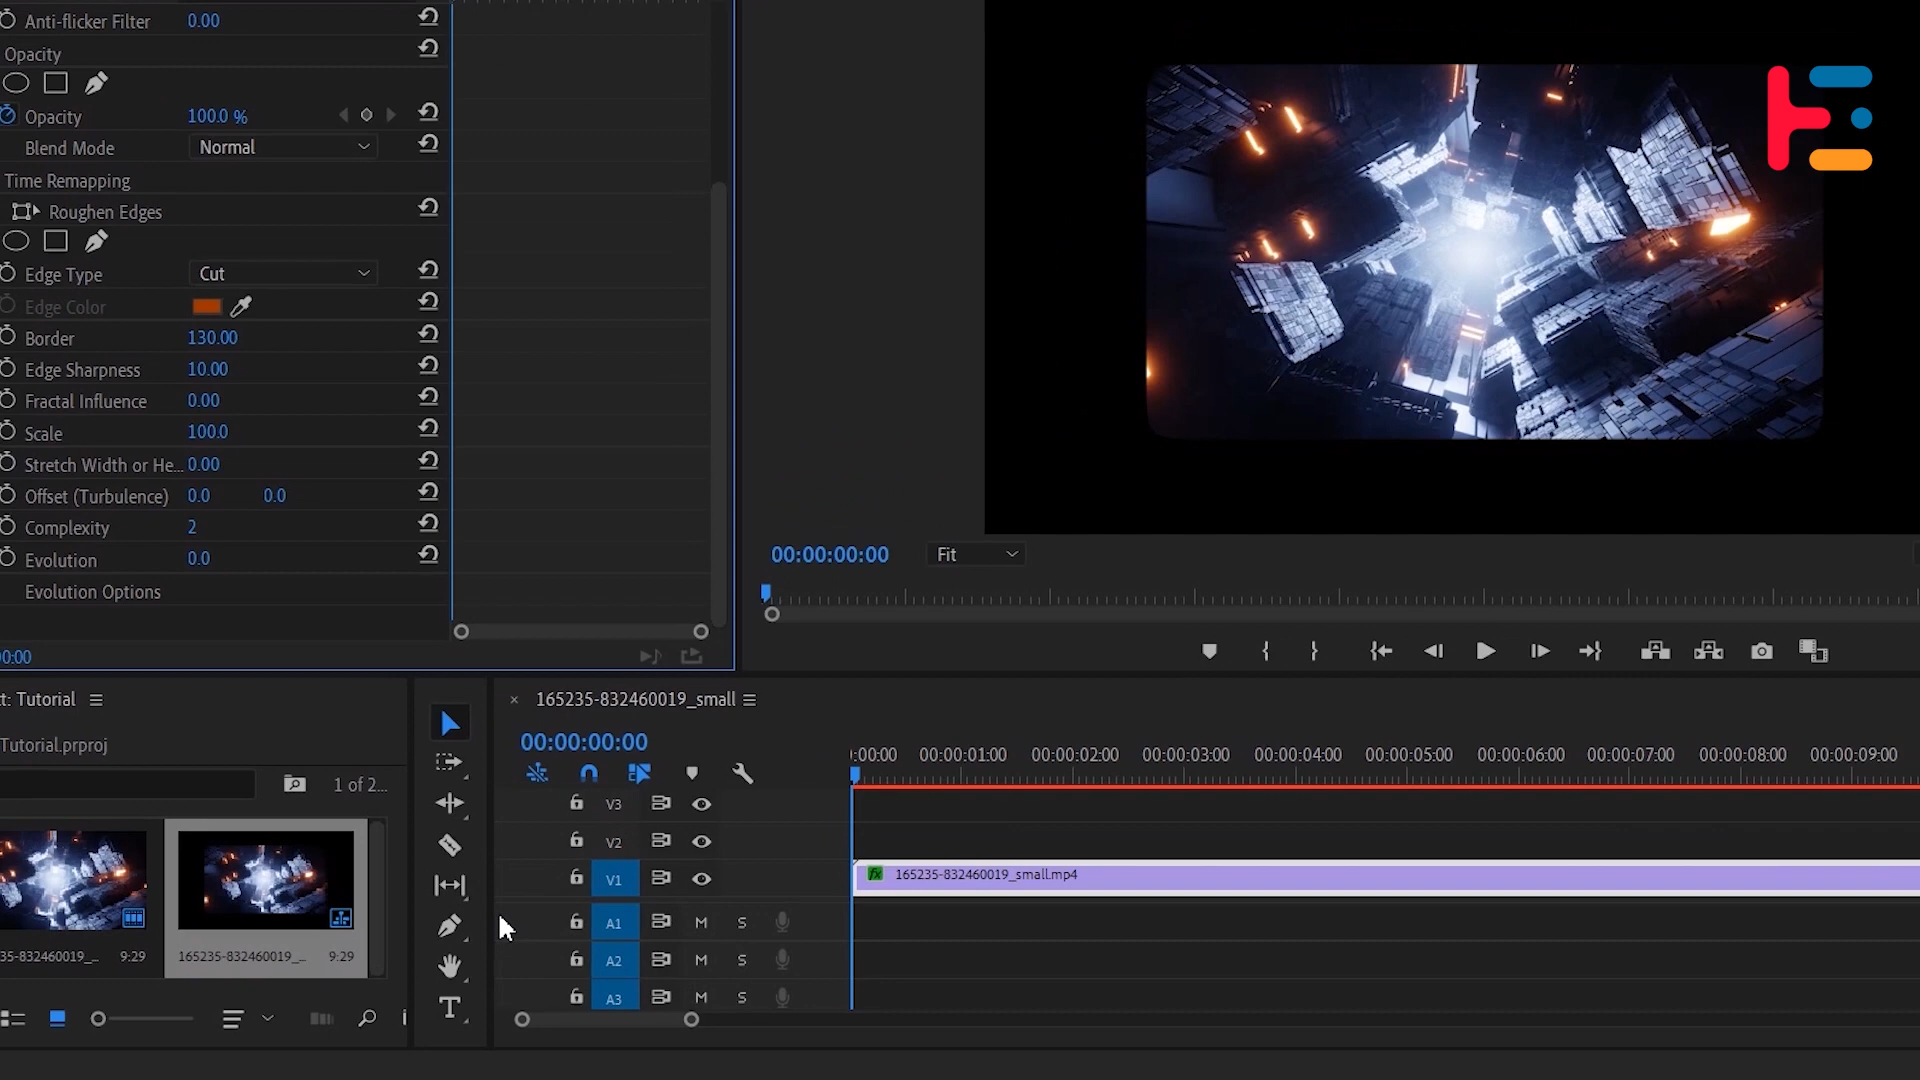 Anti-flicker Filter 0.00
Opacity
Opacity 100.0 %
Blend Mode Normal
Time Remapping
Roughen Edges
Edge Type Cut
Edge Color
Border 130.00
Edge Sharpness 10.00
Fractal Influence 0.00
Scale 100.0
Stretch Width or He... 0.00
Offset (Turbulence) 0.0 0.0
Complexity 2
Evolution 0.0
Evolution Options
0:00
00:00:00:00 Fit
t: Tutorial
Tutorial.prproj
1 of 2...
35-832460019_... 9:29
165235-832460019_... 9:29
165235-832460019_small
00:00:00:00
:00:00 00:00:01:00 00:00:02:00 00:00:03:00 00:00:04:00 00:00:05:00 00:00:06:00 00:00:07:00 00:00:08:00 00:00:09:00
V3
V2
V1 fx 165235-832460019_small.mp4
A1 M S
A2 M S
A3 M S